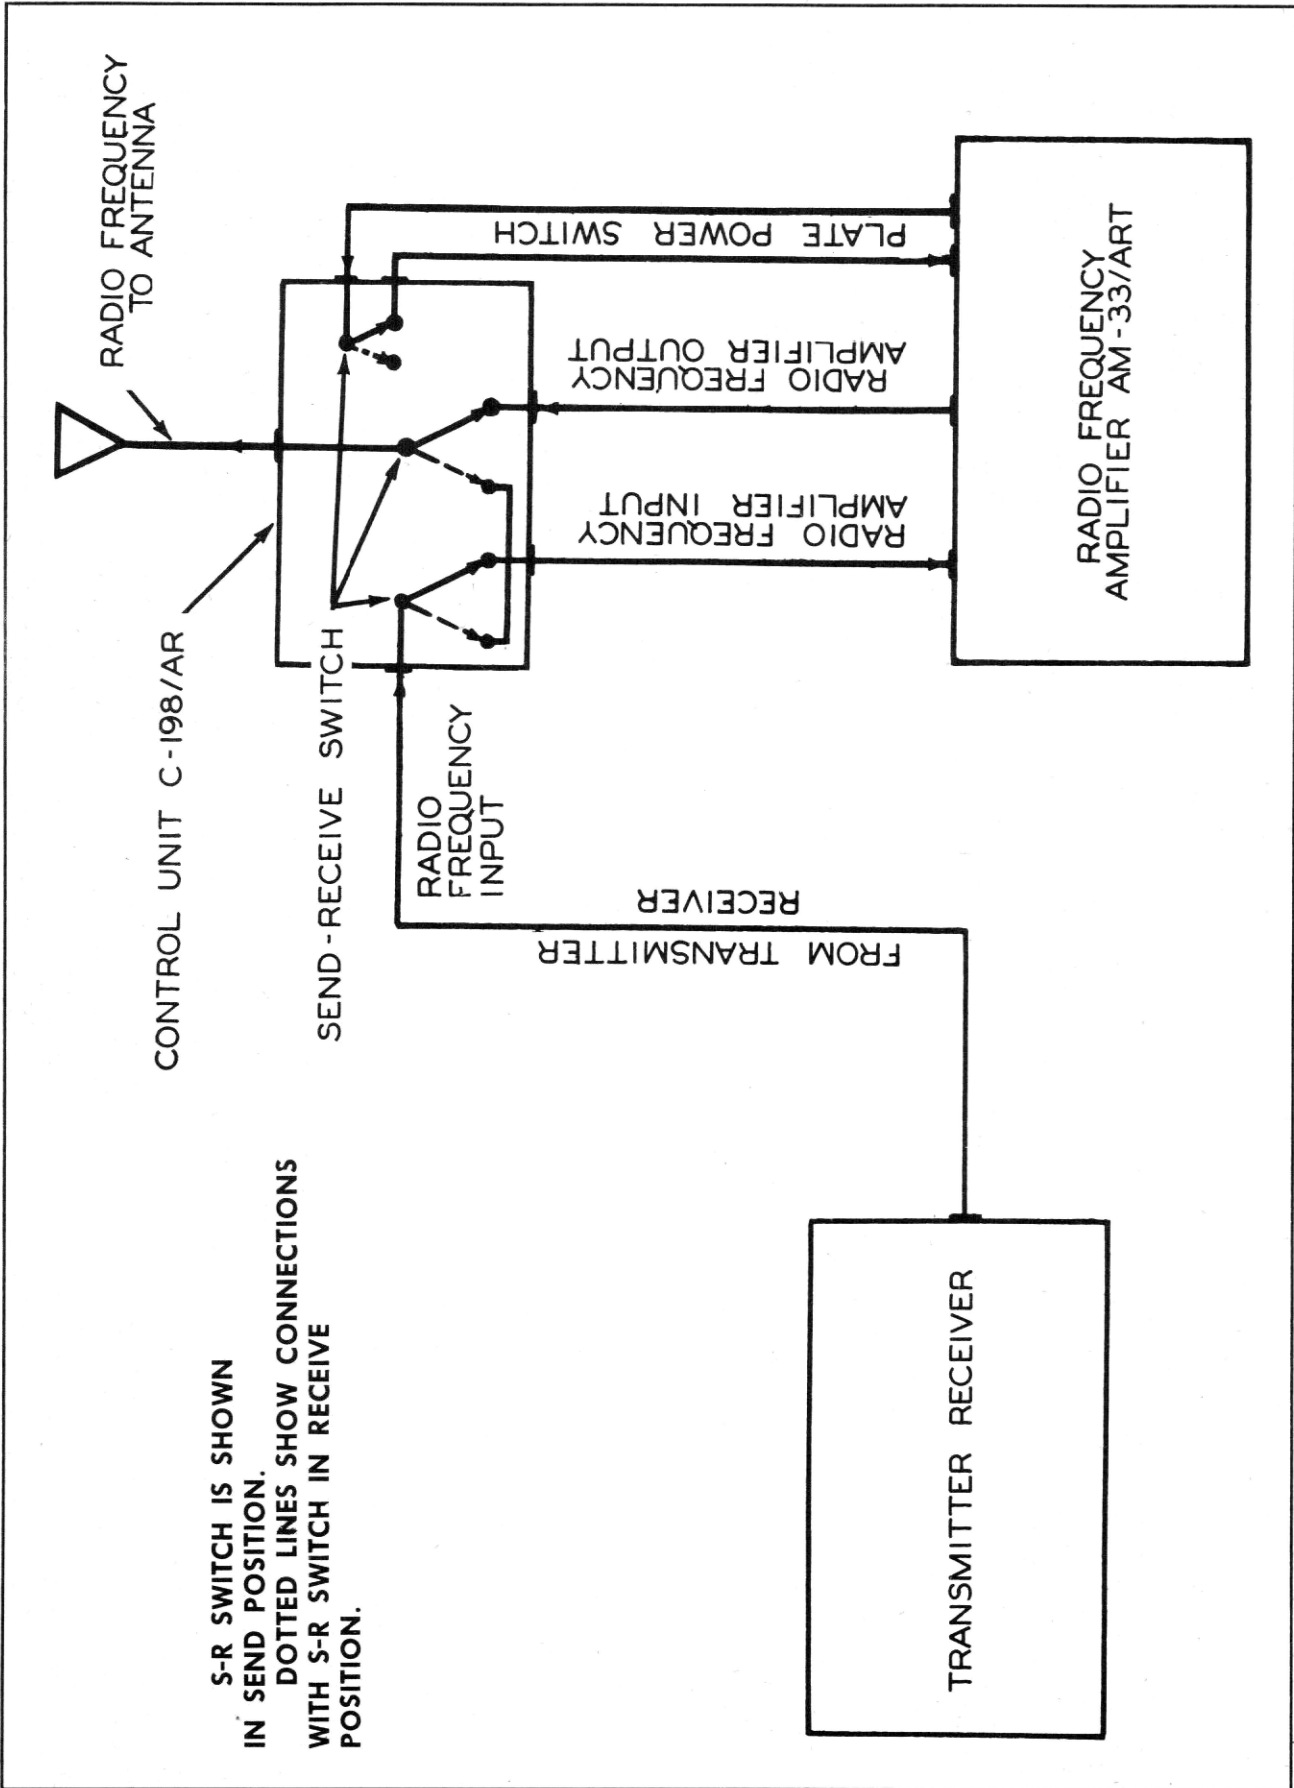 S-R SWITCH IS SHOWN
IN SEND POSITION.
DOTTED LINES SHOW CONNECTIONS
WITH S-R SWITCH IN RECEIVE
POSITION.
CONTROL UNIT C-198/AR
RADIO FREQUENCY
TO ANTENNA
SEND-RECEIVE SWITCH
RADIO
FREQUENCY
INPUT
FROM TRANSMITTER
RECEIVER
RADIO FREQUENCY
AMPLIFIER INPUT
RADIO FREQUENCY
AMPLIFIER OUTPUT
PLATE POWER SWITCH
TRANSMITTER RECEIVER
RADIO FREQUENCY
AMPLIFIER AM-33/ART